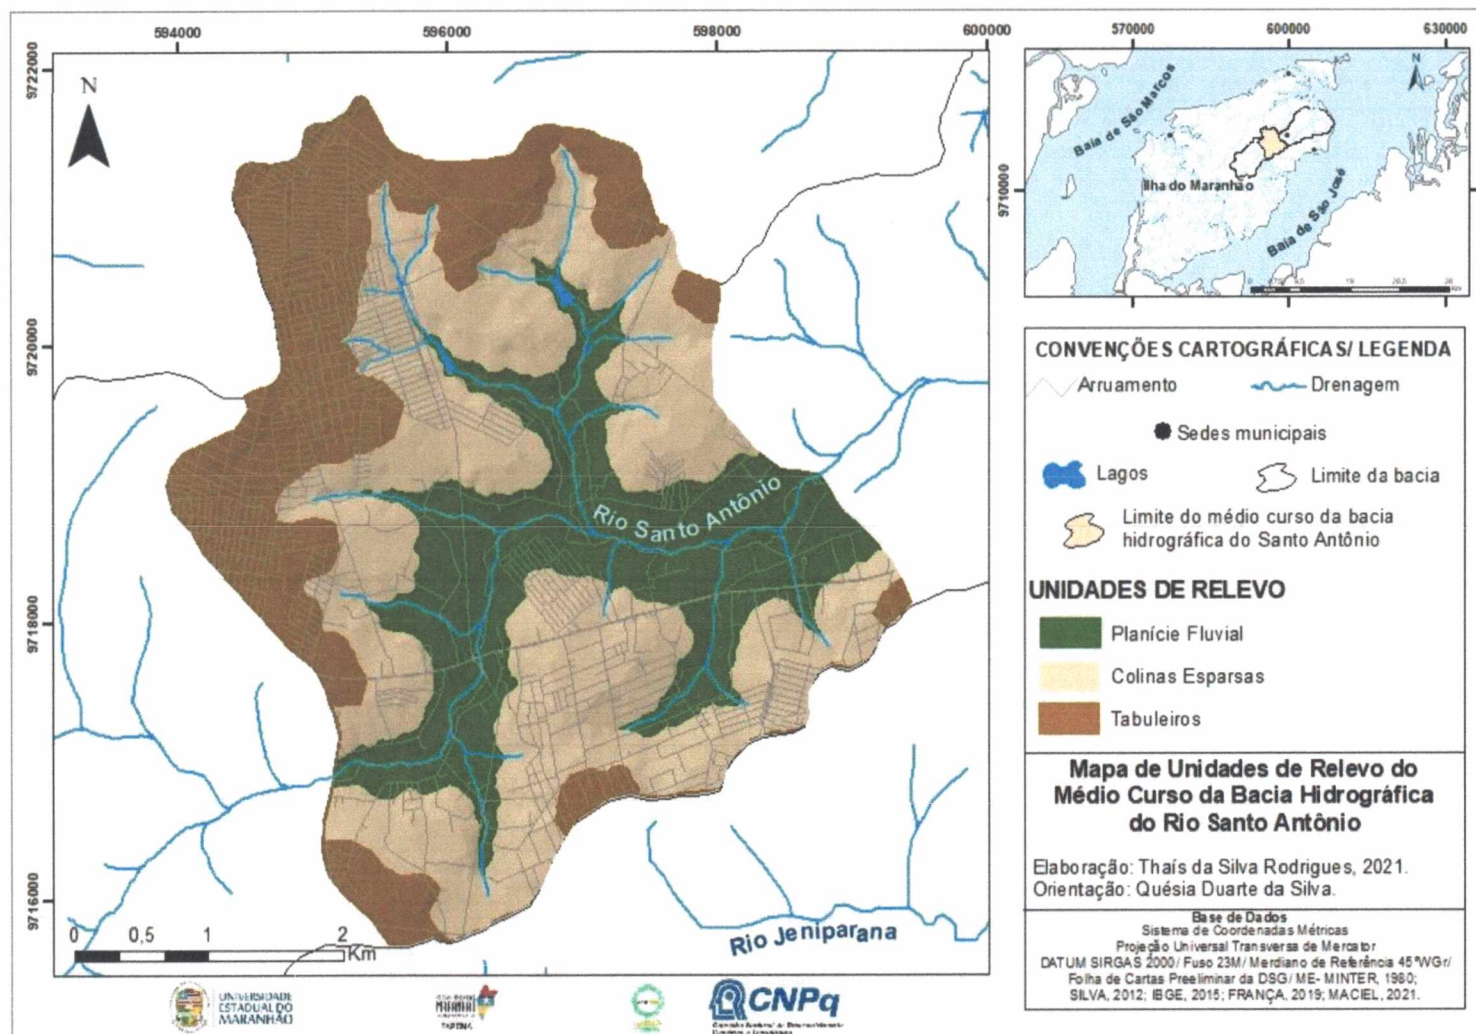 594000
596000
598000
600000
9722000
9720000
9718000
9716000
N
Rio Santo Antônio
Rio Jeniparana
0 0,5 1 2
Km
570000
600000
630000
9710000
N
Baia de São Marcos
Ilha do Maranhão
Baia de São José
CONVENÇÕES CARTOGRÁFICAS/ LEGENDA
Arruamento
Drenagem
Sedes municipais
Lagos
Limite da bacia
Limite do médio curso da bacia
hidrográfica do Santo Antônio
UNIDADES DE RELEVO
Planície Fluvial
Colinas Esparsas
Tabuleiros
Mapa de Unidades de Relevo do
Médio Curso da Bacia Hidrográfica
do Rio Santo Antônio
Elaboração: Thaís da Silva Rodrigues, 2021.
Orientação: Quésia Duarte da Silva.
Base de Dados
Sistema de Coordenadas Métricas
Projeção Universal Transversa de Mercator
DATUM SIRGAS 2000/ Fuso 23M/ Merdiano de Referência 45°WGr/
Folha de Cartas Preeliminar da DSG/ ME- MINTER, 1980;
SILVA, 2012; IBGE, 2015; FRANÇA, 2019; MACIEL, 2021.
UNIVERSIDADE
ESTADUAL DO
MARANHÃO
MARANHÃO
FAPEMA
CNPq